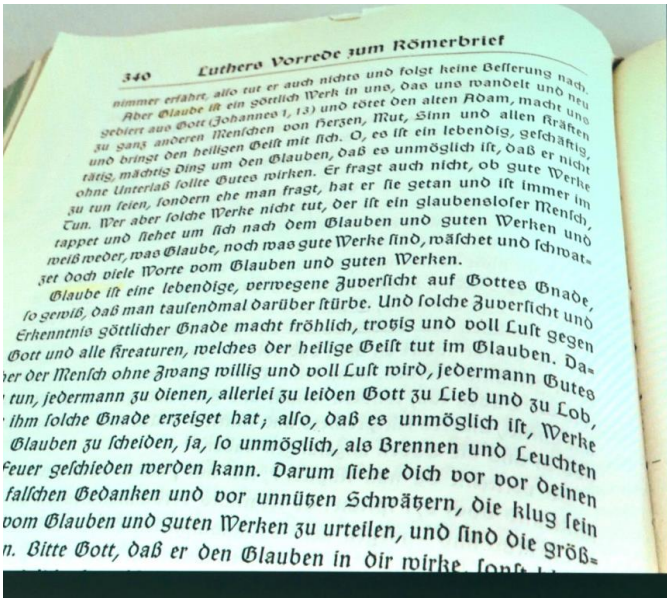 340 Luthers Vorrede zum Römerbrief
nimmer erfährt, also tut er auch nichts und folgt keine Besserung nach.
Aber Glaube ist ein göttlich Werk in uns, das uns wandelt und neu
gebiert aus Gott (Johannes 1, 13) und tötet den alten Adam, macht uns
zu ganz anderen Menschen von Herzen, Mut, Sinn und allen Kräften
und bringt den heiligen Geist mit sich. O, es ist ein lebendig, geschäftig,
tätig, mächtig Ding um den Glauben, daß es unmöglich ist, daß er nicht
ohne Unterlaß sollte Gutes wirken. Er fragt auch nicht, ob gute Werke
zu tun seien, sondern ehe man fragt, hat er sie getan und ist immer im
Tun. Wer aber solche Werke nicht tut, der ist ein glaubensloser Mensch,
tappet und siehet um sich nach dem Glauben und guten Werken und
weiß weder, was Glaube, noch was gute Werke sind, wäschet und schwat-
zet doch viele Worte vom Glauben und guten Werken.
Glaube ist eine lebendige, verwegene Zuversicht auf Gottes Gnade,
so gewiß, daß man tausendmal darüber stürbe. Und solche Zuversicht und
Erkenntnis göttlicher Gnade macht fröhlich, trotzig und voll Lust gegen
Gott und alle Kreaturen, welches der heilige Geist tut im Glauben. Da-
her der Mensch ohne Zwang willig und voll Lust wird, jedermann Gutes
tun, jedermann zu dienen, allerlei zu leiden Gott zu Lieb und zu Lob,
ihm solche Gnade erzeiget hat; also, daß es unmöglich ist, Werke
Glauben zu scheiden, ja, so unmöglich, als Brennen und Leuchten
Feuer geschieden werden kann. Darum siehe dich vor vor deinen
falschen Gedanken und vor unnützen Schwätzern, die klug sein
vom Glauben und guten Werken zu urteilen, und sind die größ-
n. Bitte Gott, daß er den Glauben in dir wirke, sonst